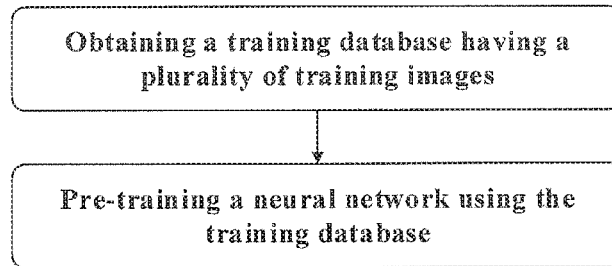 Obtaining a training database having a
plurality of training images
Pre-training a neural network using the
training database